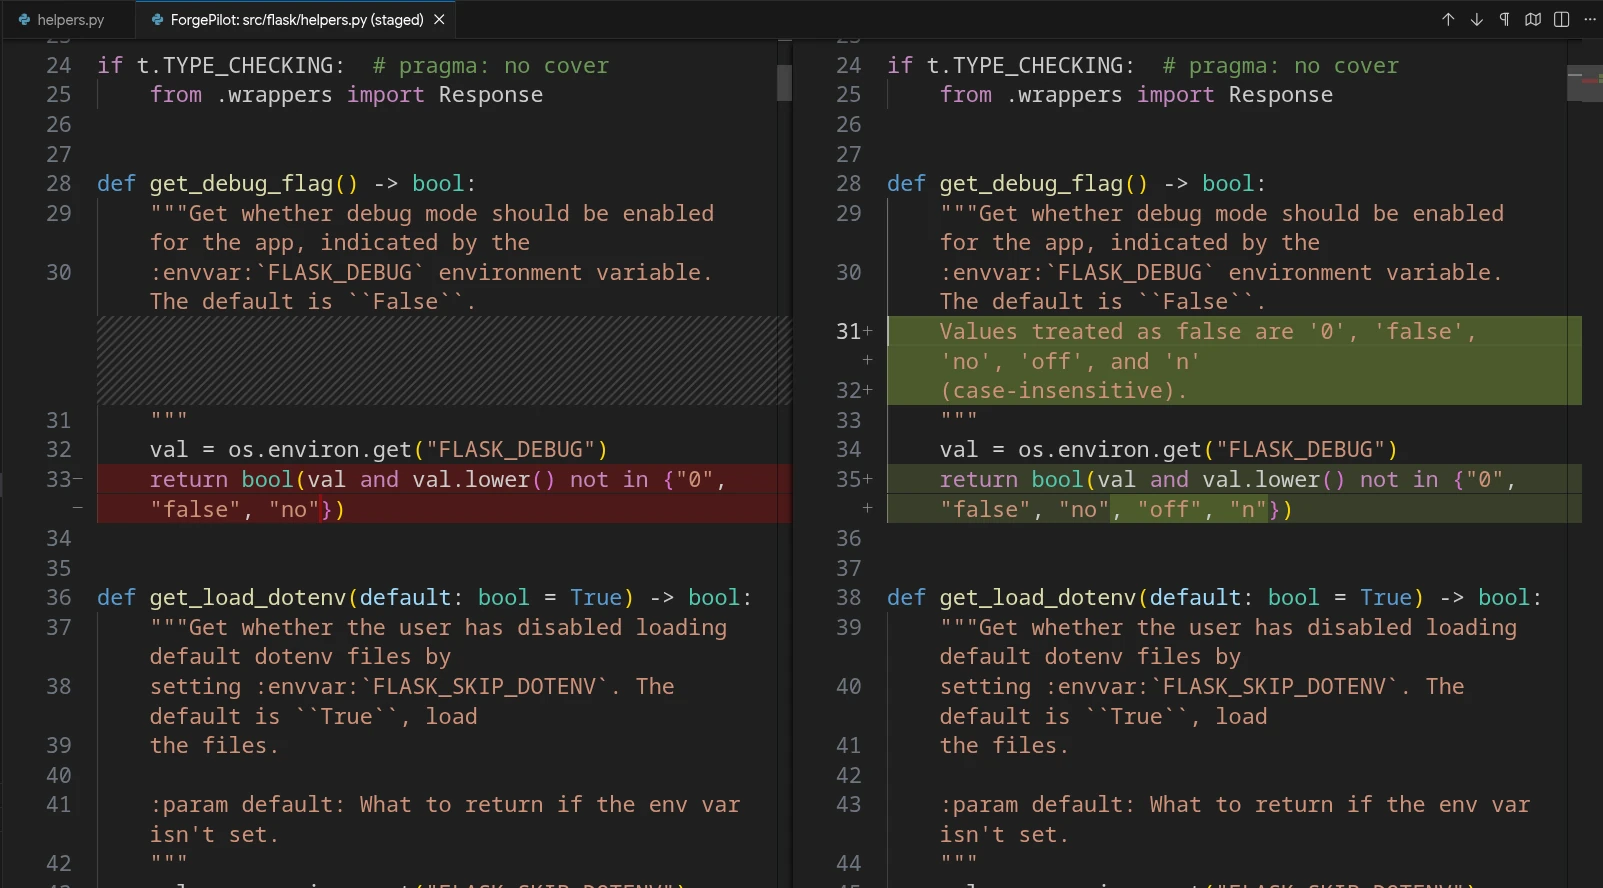 helpers.py
ForgePilot: src/flask/helpers.py (staged)
24 if t.TYPE_CHECKING:  # pragma: no cover
25     from .wrappers import Response
26
27
28 def get_debug_flag() -> bool:
29     """Get whether debug mode should be enabled
    for the app, indicated by the
30     :envvar:`FLASK_DEBUG` environment variable.
    The default is ``False``.
31     """
32     val = os.environ.get("FLASK_DEBUG")
33−     return bool(val and val.lower() not in {"0",
−     "false", "no"})
34
35
36 def get_load_dotenv(default: bool = True) -> bool:
37     """Get whether the user has disabled loading
    default dotenv files by
38     setting :envvar:`FLASK_SKIP_DOTENV`. The
    default is ``True``, load
39     the files.
40
41     :param default: What to return if the env var
    isn't set.
42     """
24 if t.TYPE_CHECKING:  # pragma: no cover
25     from .wrappers import Response
26
27
28 def get_debug_flag() -> bool:
29     """Get whether debug mode should be enabled
    for the app, indicated by the
30     :envvar:`FLASK_DEBUG` environment variable.
    The default is ``False``.
31+     Values treated as false are '0', 'false',
+     'no', 'off', and 'n'
32+     (case-insensitive).
33     """
34     val = os.environ.get("FLASK_DEBUG")
35+     return bool(val and val.lower() not in {"0",
+     "false", "no", "off", "n"})
36
37
38 def get_load_dotenv(default: bool = True) -> bool:
39     """Get whether the user has disabled loading
    default dotenv files by
40     setting :envvar:`FLASK_SKIP_DOTENV`. The
    default is ``True``, load
41     the files.
42
43     :param default: What to return if the env var
    isn't set.
44     """